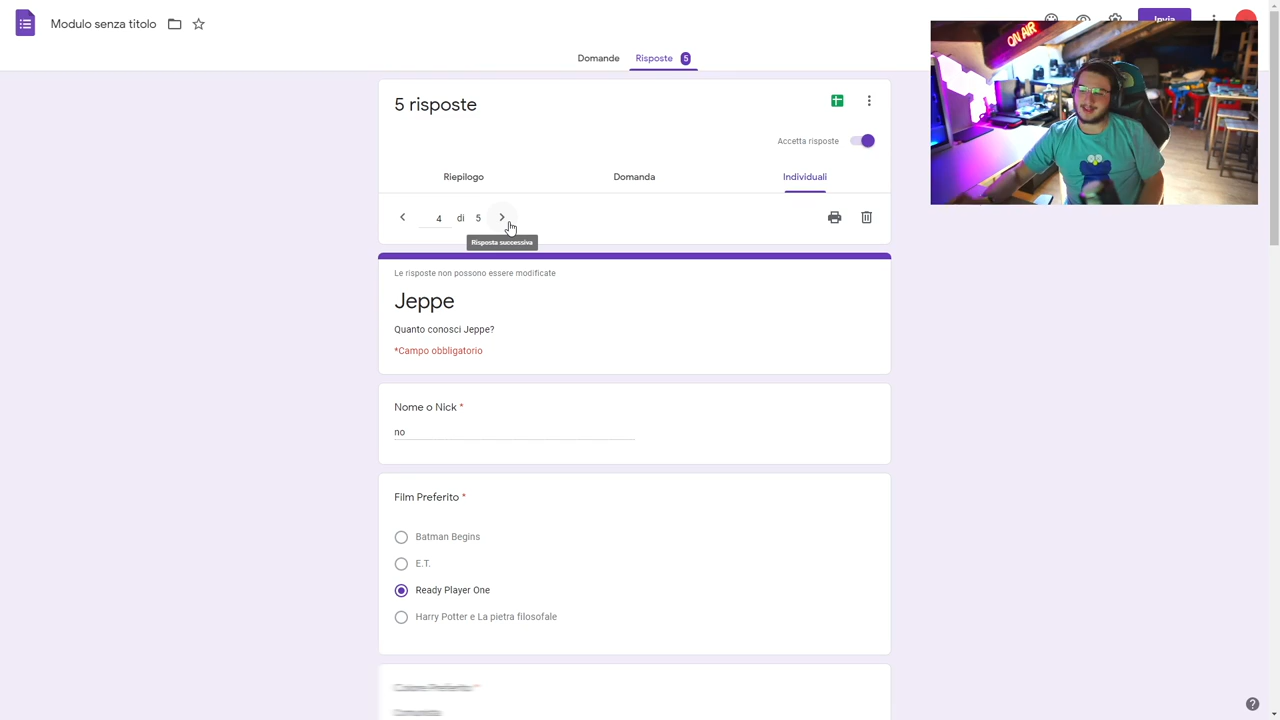 Modulo senza titolo
Invia
ON AIR
Domande
Risposte 5
5 risposte
Accetta risposte
Riepilogo
Domanda
Individuali
4 di 5
Risposta successiva
Le risposte non possono essere modificate
Jeppe
Quanto conosci Jeppe?
*Campo obbligatorio
Nome o Nick *
no
Film Preferito *
Batman Begins
E.T.
Ready Player One
Harry Potter e La pietra filosofale